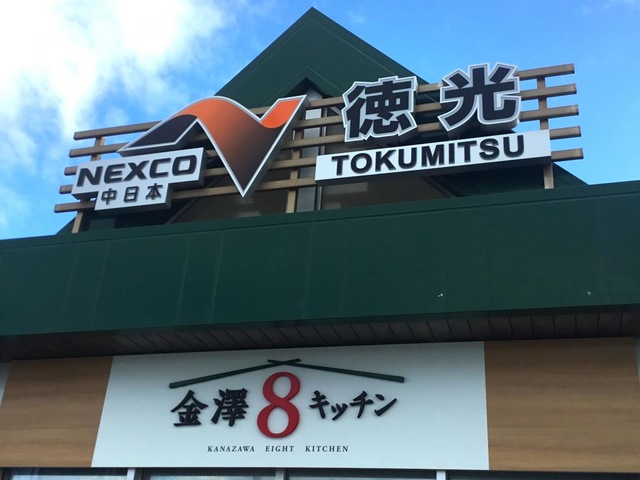 NEXCO
中日本
徳光
TOKUMITSU
金澤8キッチン
KANAZAWA EIGHT KITCHEN